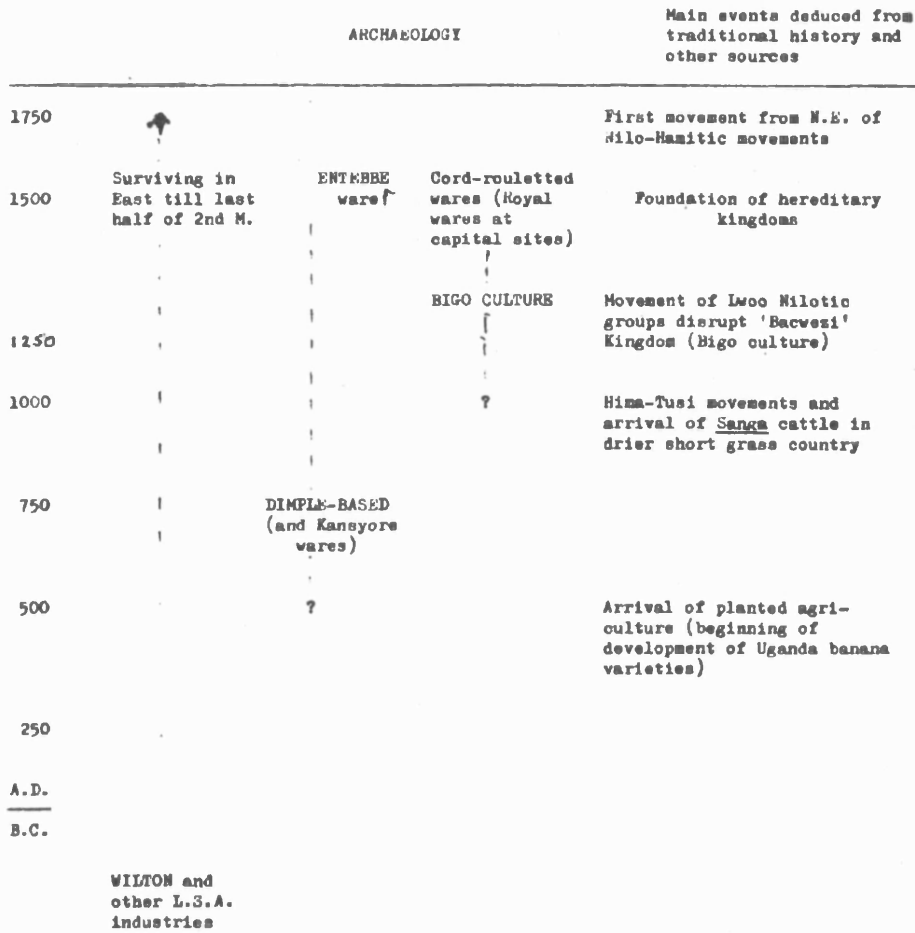 ARCHAEOLOGY
Main events deduced from
traditional history and
other sources
1750
First movement from N.E. of
Nilo-Hamitic movements
1500
Surviving in
East till last
half of 2nd M.
ENTEBBE
ware
Cord-rouletted
wares (Royal
wares at
capital sites)
Foundation of hereditary
kingdoms
BIGO CULTURE
Movement of Lwoo Nilotic
groups disrupt 'Bacwezi'
Kingdom (Bigo culture)
1250
1000
?
Hima-Tusi movements and
arrival of Sanga cattle in
drier short grass country
750
DIMPLE-BASED
(and Kansyore
wares)
500
?
Arrival of planted agri-
culture (beginning of
development of Uganda banana
varieties)
250
A.D.
B.C.
WILTON and
other L.S.A.
industries